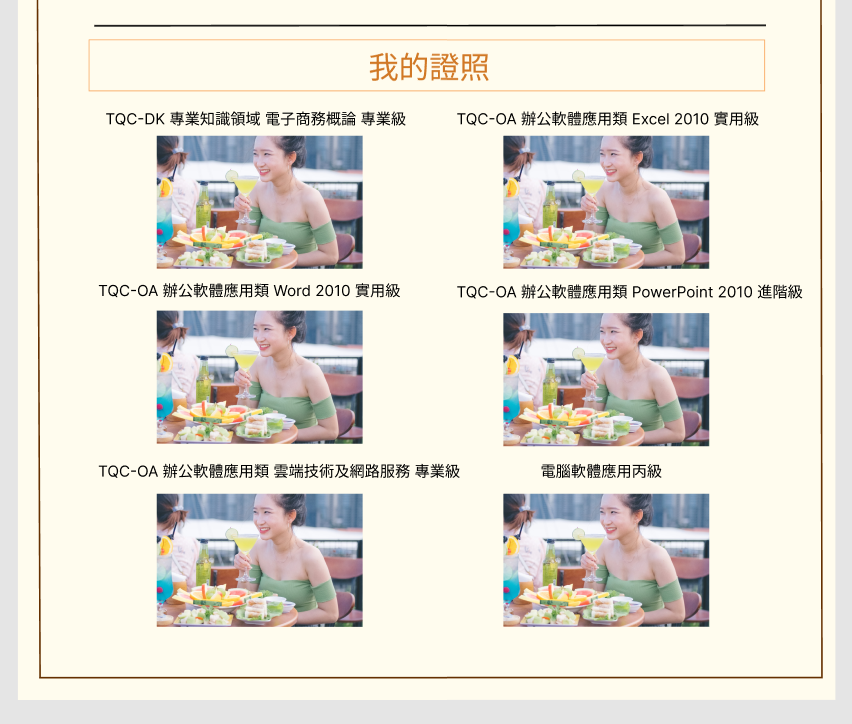 我的證照
TQC-DK 專業知識領域 電子商務概論 專業級
TQC-OA 辦公軟體應用類 Excel 2010 實用級
TQC-OA 辦公軟體應用類 Word 2010 實用級
TQC-OA 辦公軟體應用類 PowerPoint 2010 進階級
TQC-OA 辦公軟體應用類 雲端技術及網路服務 專業級
電腦軟體應用丙級